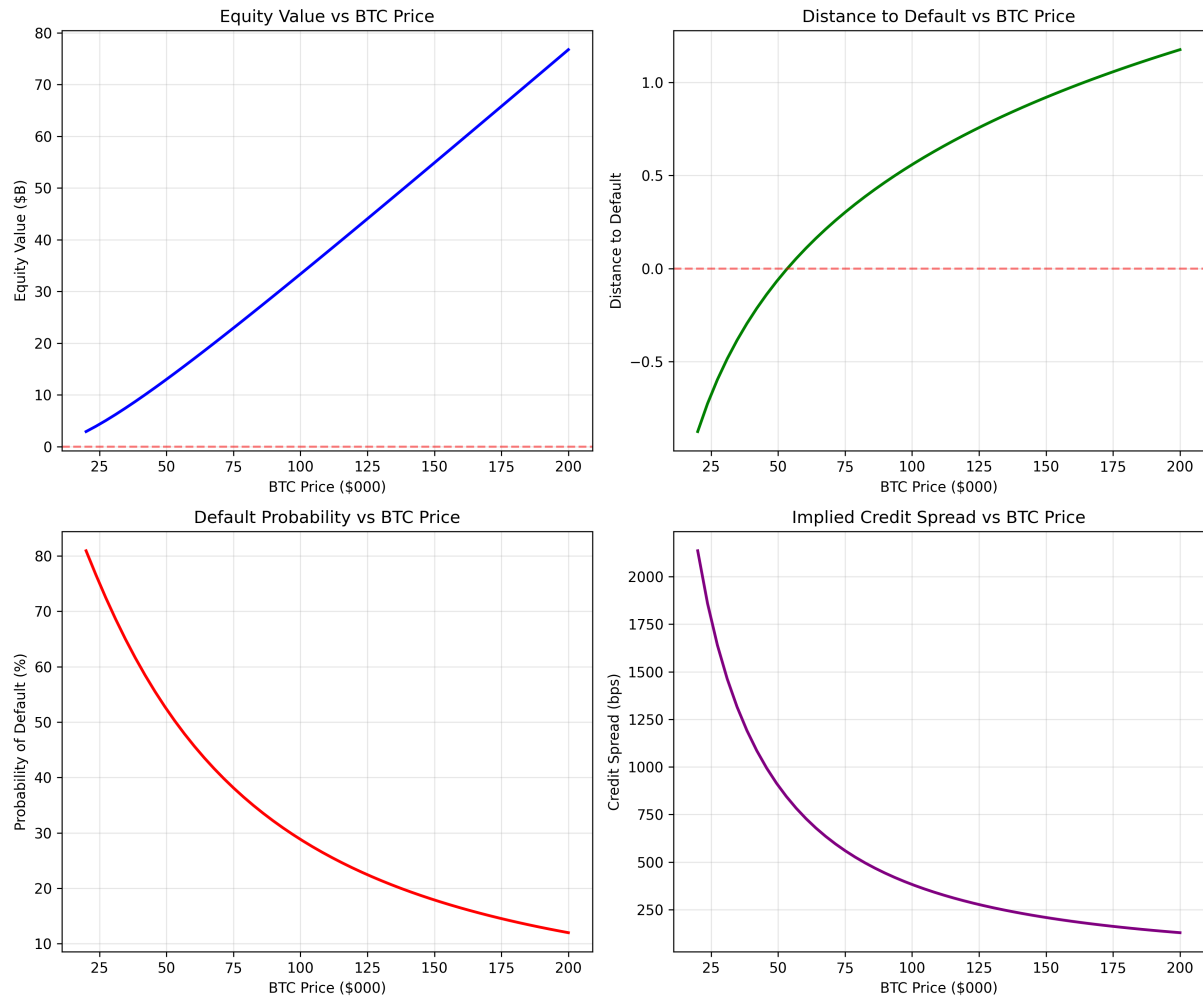 Equity Value vs BTC Price
80
70
60
50
40
30
20
10
0
Equity Value ($B)
25 50 75 100 125 150 175 200
BTC Price ($000)
Distance to Default vs BTC Price
1.0
0.5
0.0
−0.5
Distance to Default
25 50 75 100 125 150 175 200
BTC Price ($000)
Default Probability vs BTC Price
80
70
60
50
40
30
20
10
Probability of Default (%)
25 50 75 100 125 150 175 200
BTC Price ($000)
Implied Credit Spread vs BTC Price
2000
1750
1500
1250
1000
750
500
250
Credit Spread (bps)
25 50 75 100 125 150 175 200
BTC Price ($000)